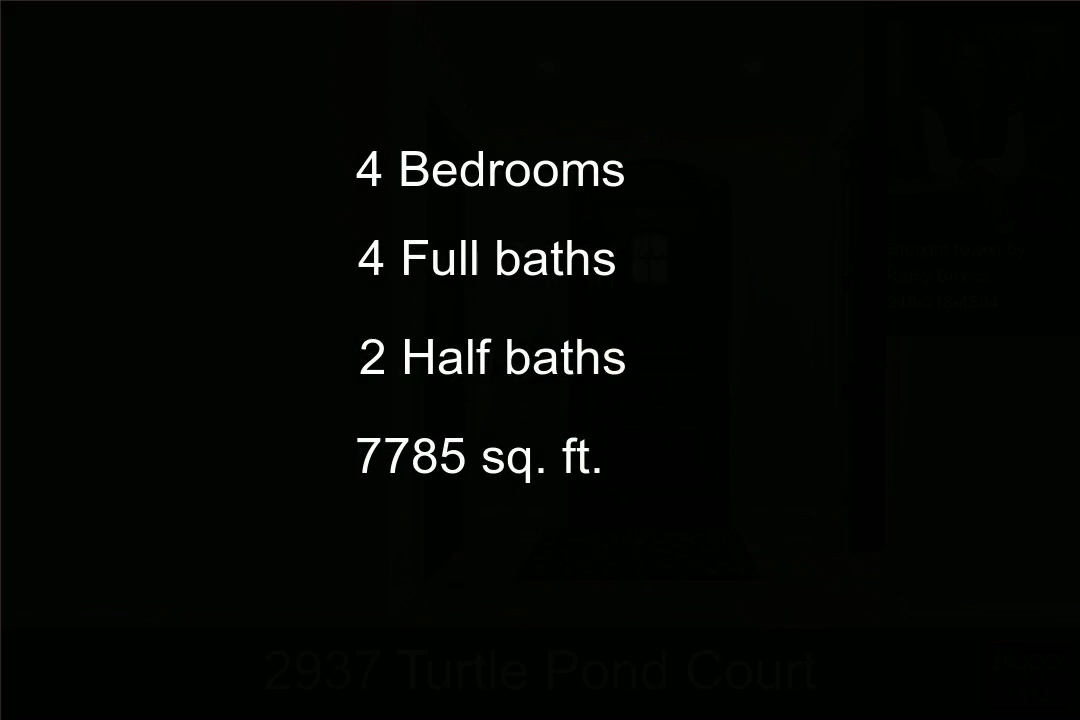 4 Bedrooms
4 Full baths
2 Half baths
7785 sq. ft.
2937 Turtle Pond Court